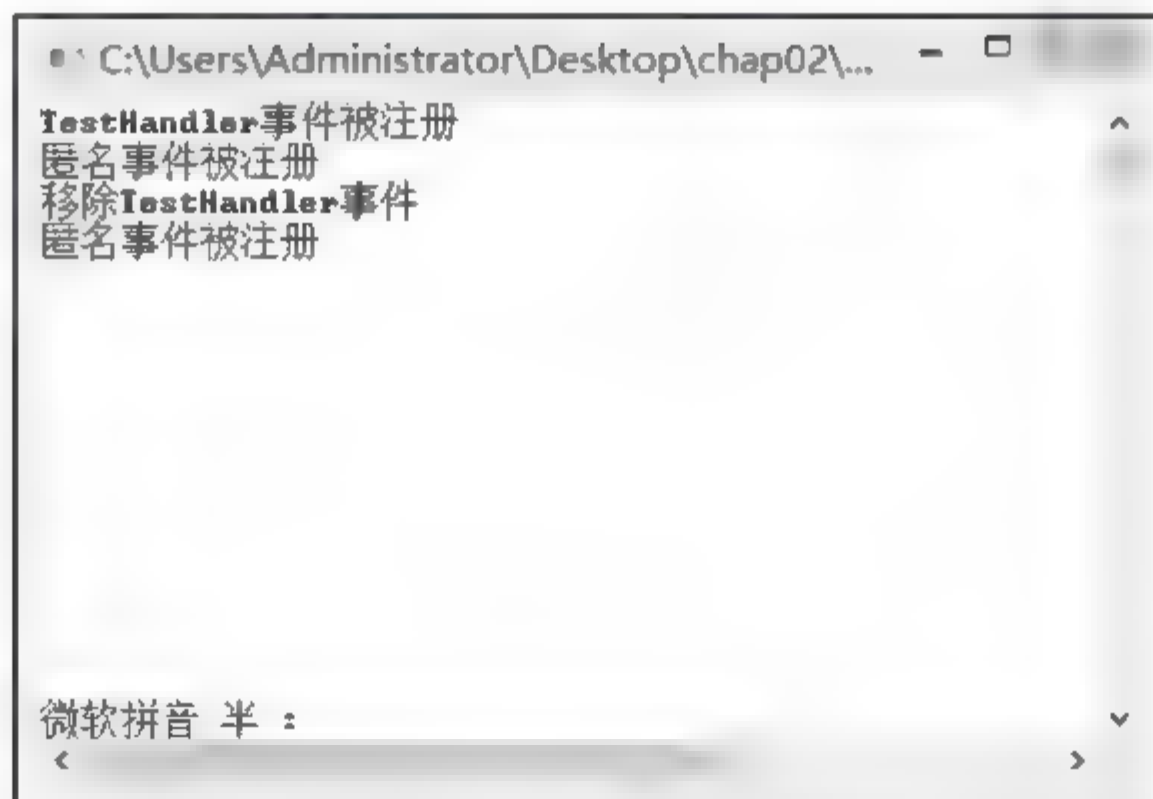 C:\Users\Administrator\Desktop\chap02\...
TestHandler事件被注册
匿名事件被注册
移除TestHandler事件
匿名事件被注册
微软拼音 半 :